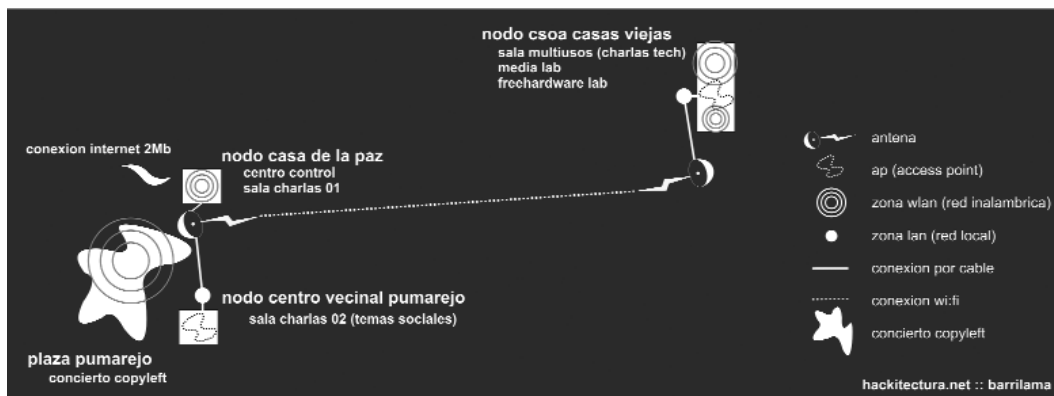 nodo csoa casas viejas
sala multiusos (charlas tech)
media lab
freehardware lab
conexion internet 2Mb
nodo casa de la paz
centro control
sala charlas 01
nodo centro vecinal pumarejo
sala charlas 02 (temas sociales)
plaza pumarejo
concierto copyleft
antena
ap (access point)
zona wlan (red inalambrica)
zona lan (red local)
conexion por cable
conexion wi:fi
concierto copyleft
hackitectura.net :: barrilama